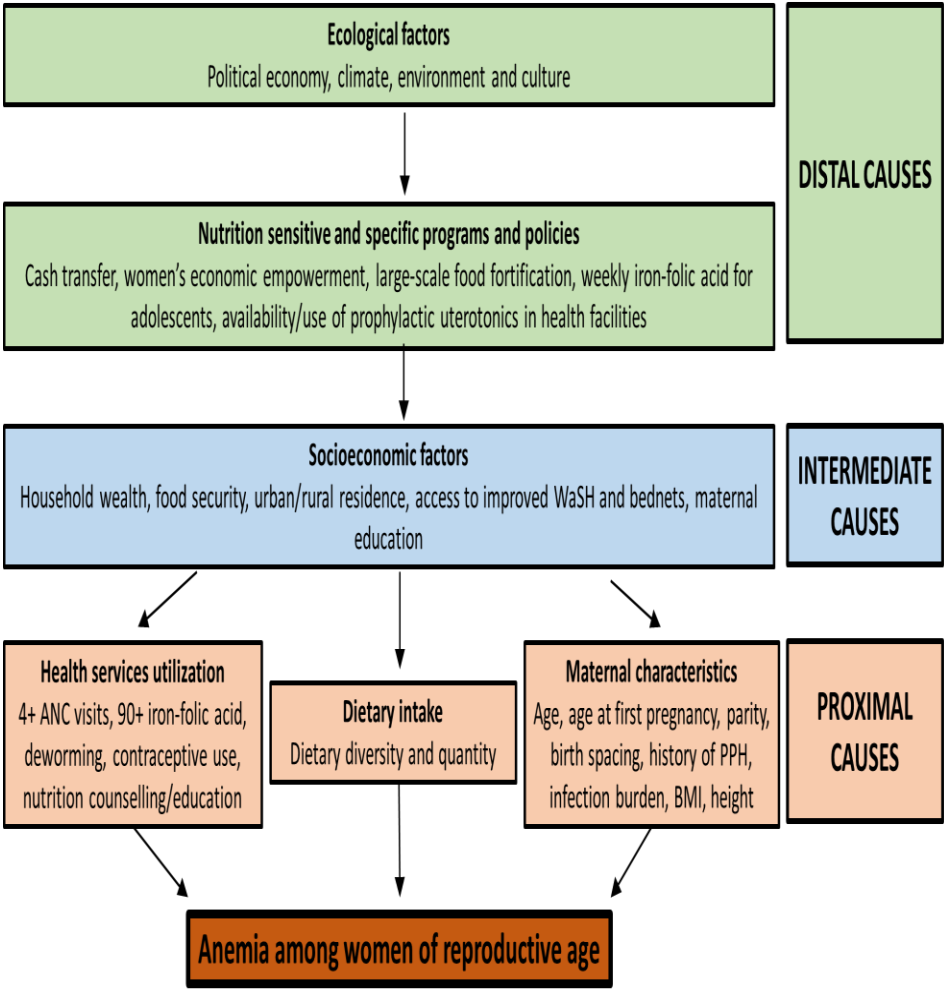 Ecological factors
Political economy, climate, environment and culture
DISTAL CAUSES
Nutrition sensitive and specific programs and policies
Cash transfer, women's economic empowerment, large-scale food fortification, weekly iron-folic acid for
adolescents, availability/use of prophylactic uterotonics in health facilities
Socioeconomic factors
Household wealth, food security, urban/rural residence, access to improved WaSH and bednets, maternal
education
INTERMEDIATE
CAUSES
Health services utilization
4+ ANC visits, 90+ iron-folic acid,
deworming, contraceptive use,
nutrition counselling/education
Dietary intake
Dietary diversity and quantity
Maternal characteristics
Age, age at first pregnancy, parity,
birth spacing, history of PPH,
infection burden, BMI, height
PROXIMAL
CAUSES
Anemia among women of reproductive age